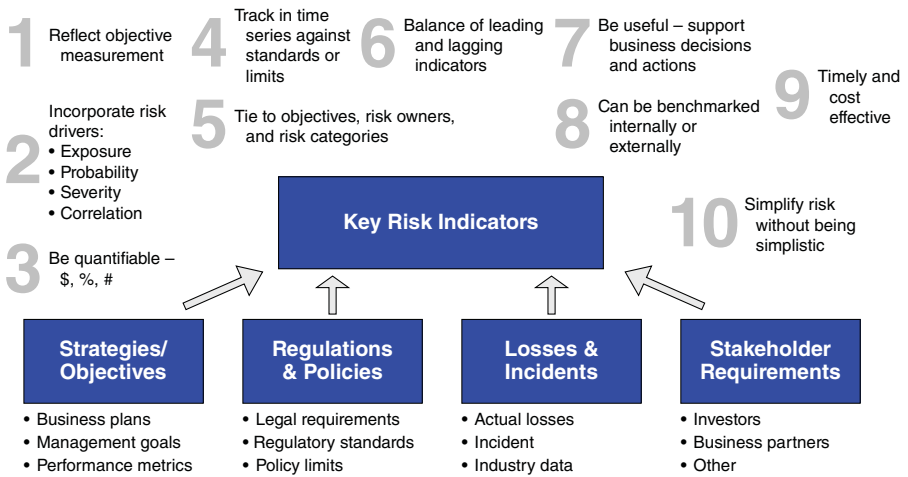 1
Reflect objective
measurement
2
Incorporate risk
drivers:
• Exposure
• Probability
• Severity
• Correlation
3
Be quantifiable –
$, %, #
4
Track in time
series against
standards or
limits
5
Tie to objectives, risk owners,
and risk categories
6
Balance of leading
and lagging
indicators
7
Be useful – support
business decisions
and actions
8
Can be benchmarked
internally or
externally
9
Timely and
cost
effective
10
Simplify risk
without being
simplistic
Key Risk Indicators
Strategies/
Objectives
• Business plans
• Management goals
• Performance metrics
Regulations
& Policies
• Legal requirements
• Regulatory standards
• Policy limits
Losses &
Incidents
• Actual losses
• Incident
• Industry data
Stakeholder
Requirements
• Investors
• Business partners
• Other